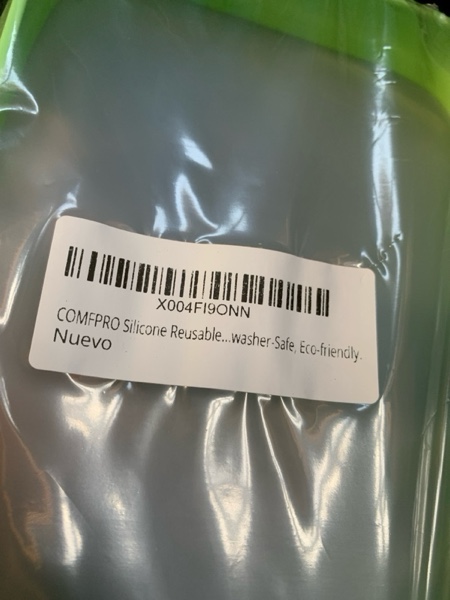 X004FI9ONN
COMFPRO Silicone Reusable...washer-Safe, Eco-friendly.
Nuevo